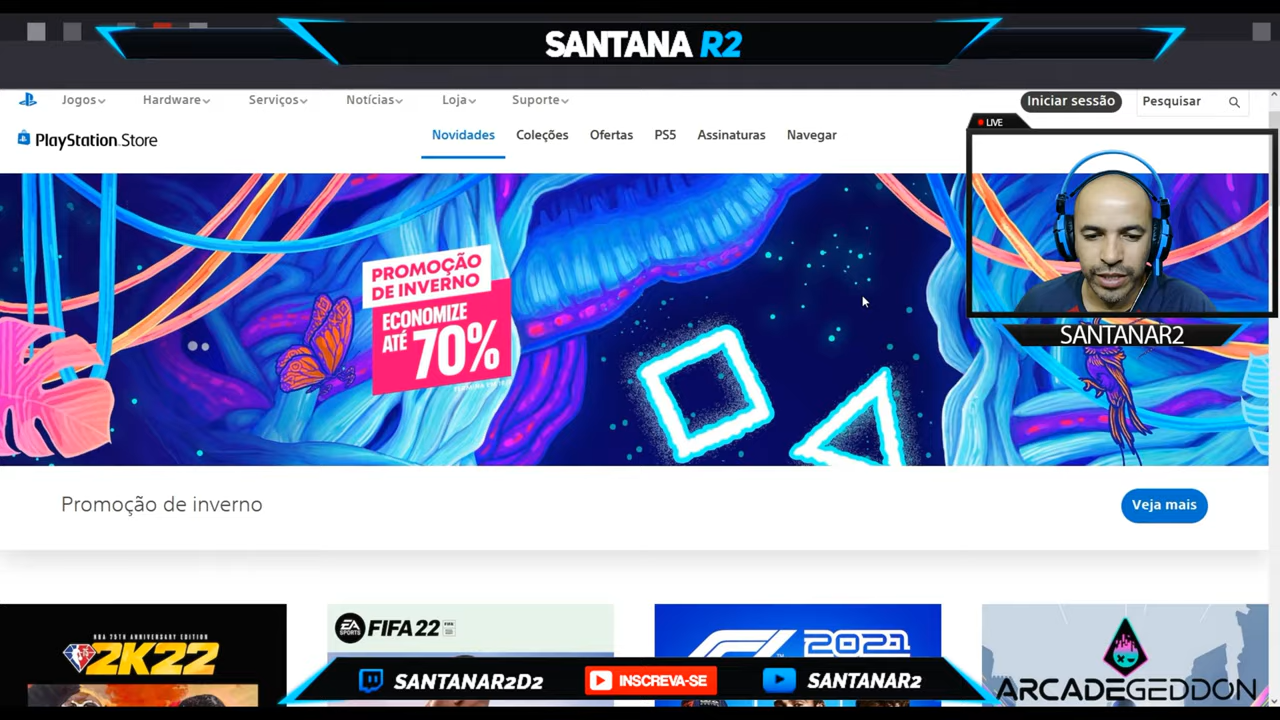 SANTANA R2
Jogos Hardware Serviços Notícias Loja Suporte Iniciar sessão Pesquisar
PlayStation Store Novidades Coleções Ofertas PS5 Assinaturas Navegar
LIVE
PROMOÇÃO
DE INVERNO
ECONOMIZE
ATÉ 70%
SANTANAR2
Promoção de inverno Veja mais
NBA 75TH ANNIVERSARY EDITION
2K22
EA SPORTS FIFA 22
F1 2021
ARCADEGEDDON
SANTANAR2D2 INSCREVA-SE SANTANAR2